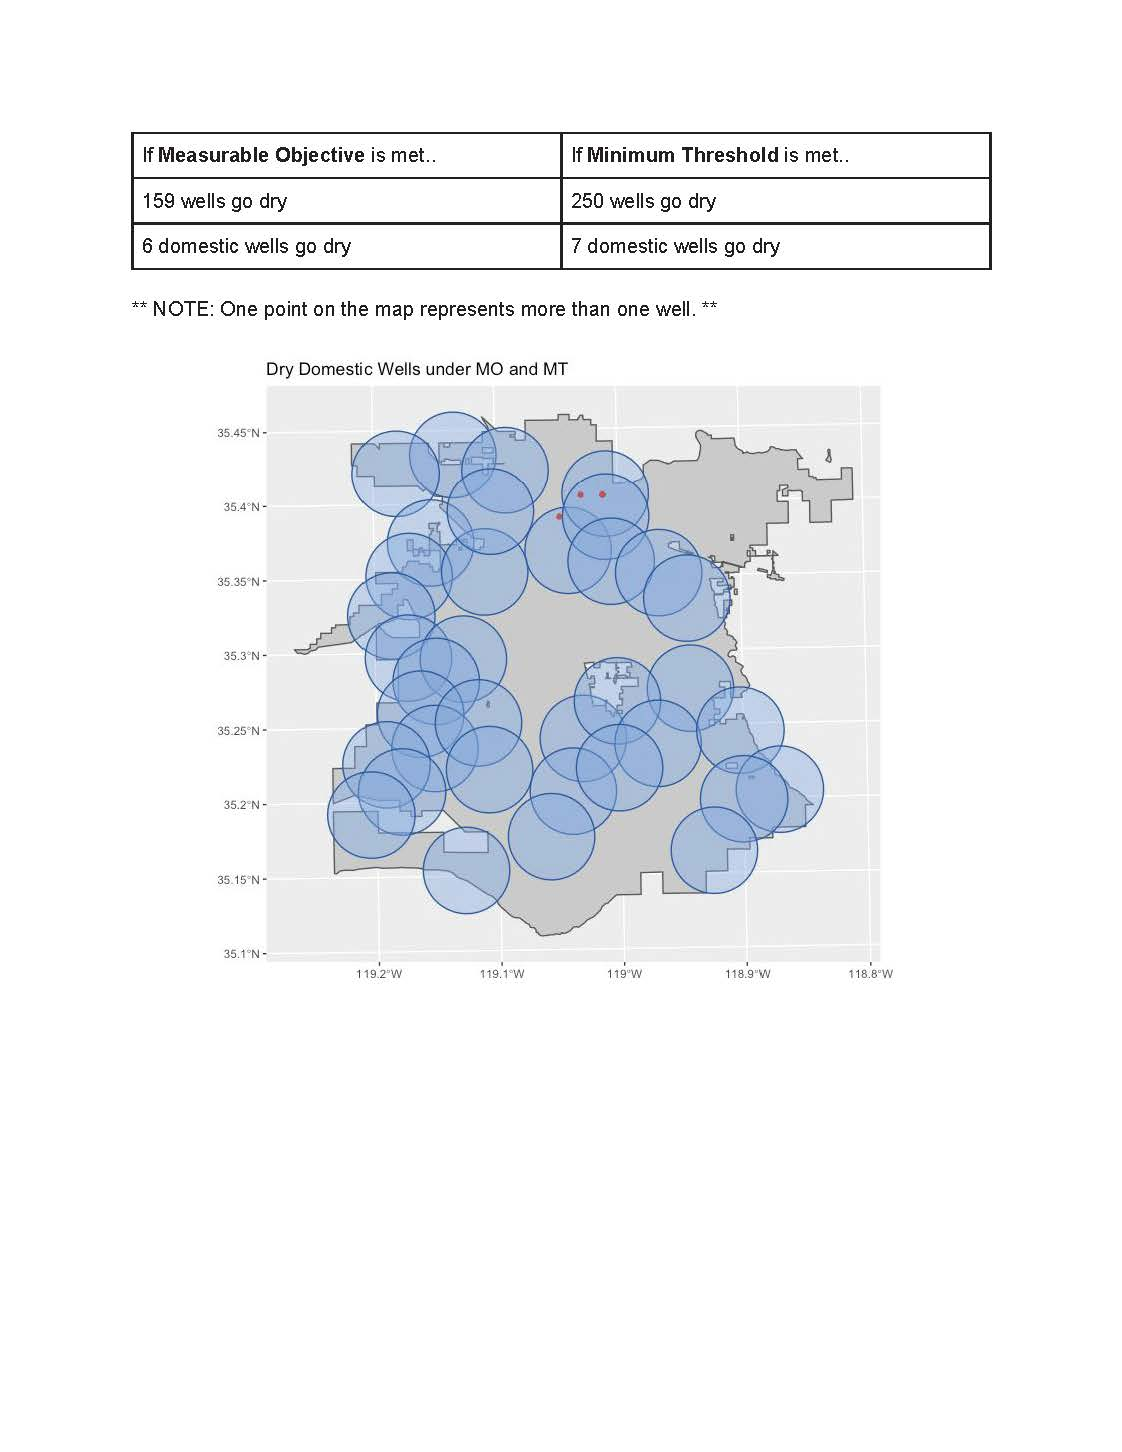 If Measurable Objective is met..
If Minimum Threshold is met..
159 wells go dry
250 wells go dry
6 domestic wells go dry
7 domestic wells go dry
** NOTE: One point on the map represents more than one well. **
Dry Domestic Wells under MO and MT
35.45°N
35.4°N
35.35°N
35.3°N
35.25°N
35.2°N
35.15°N
35.1°N
119.2°W
119.1°W
119°W
118.9°W
118.8°W